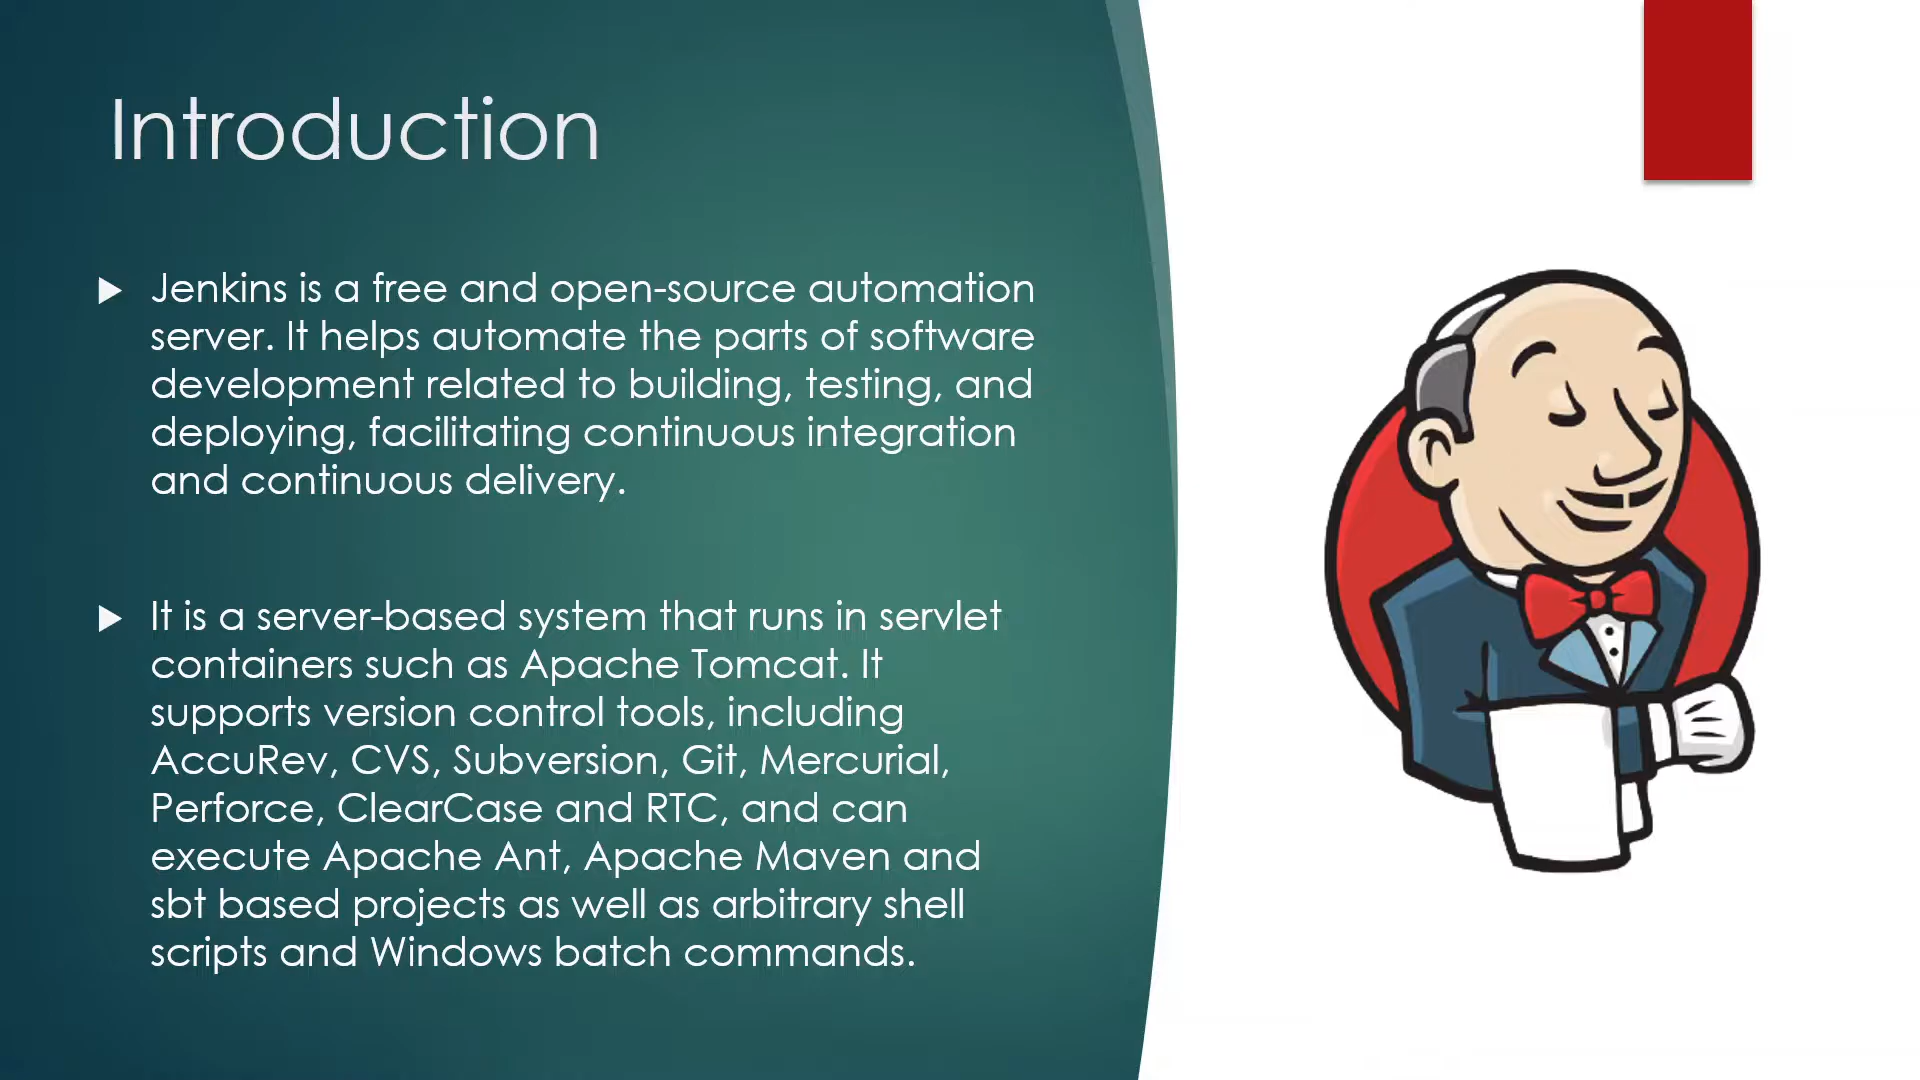 Introduction
Jenkins is a free and open-source automation
server. It helps automate the parts of software
development related to building, testing, and
deploying, facilitating continuous integration
and continuous delivery.
It is a server-based system that runs in servlet
containers such as Apache Tomcat. It
supports version control tools, including
AccuRev, CVS, Subversion, Git, Mercurial,
Perforce, ClearCase and RTC, and can
execute Apache Ant, Apache Maven and
sbt based projects as well as arbitrary shell
scripts and Windows batch commands.